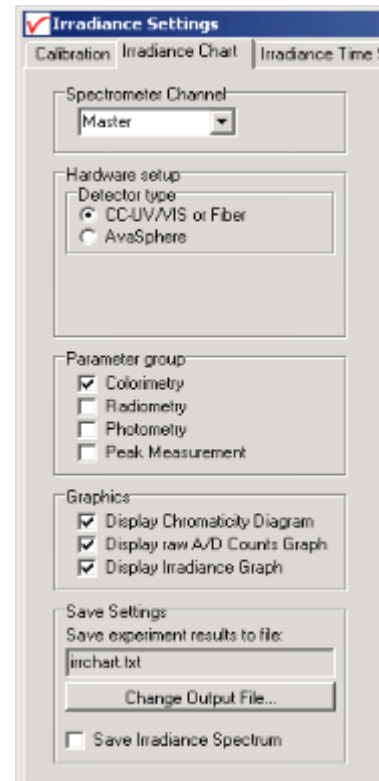 Irradiance Settings
Calibration Irradiance Chart Irradiance Time
Spectrometer Channel
Master
Hardware setup
Detector type
CC-UV/VIS or Fiber
AvaSphere
Parameter group
Colorimetry
Radiometry
Photometry
Peak Measurement
Graphics
Display Chromaticity Diagram
Display raw A/D Counts Graph
Display Irradiance Graph
Save Settings
Save experiment results to file:
irrchart.txt
Change Output File...
Save Irradiance Spectrum